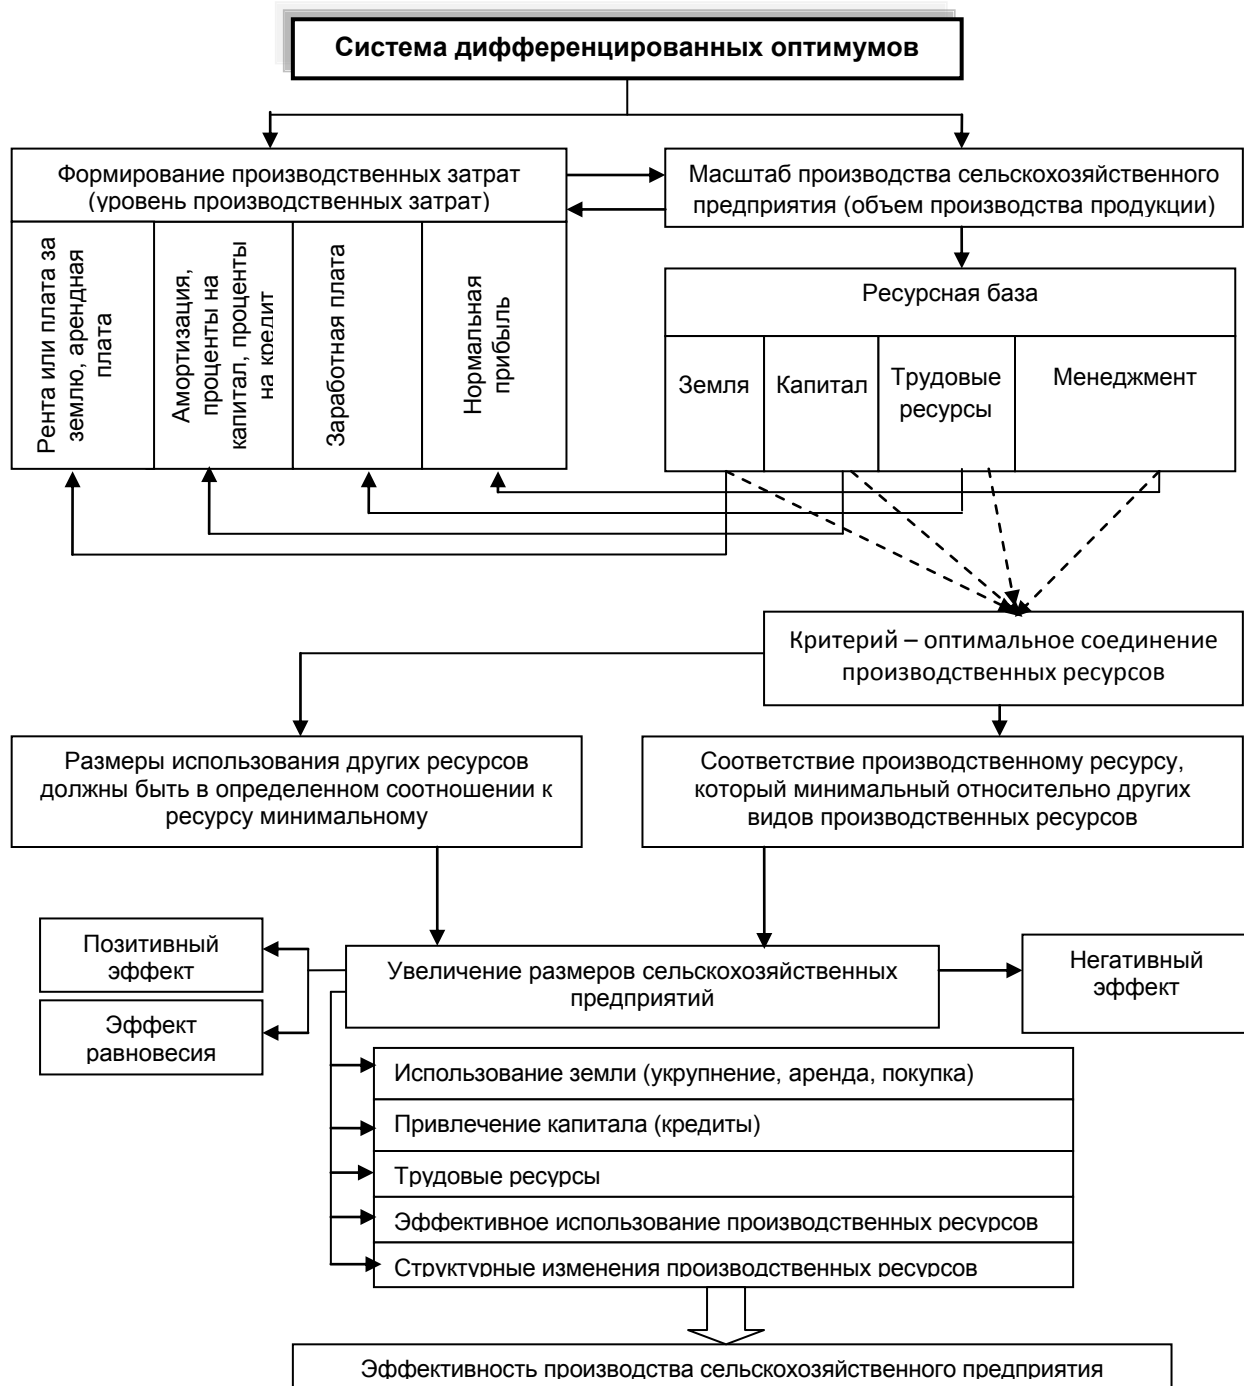 Система дифференцированных оптимумов
Формирование производственных затрат
(уровень производственных затрат)
Масштаб производства сельскохозяйственного
предприятия (объем производства продукции)
Рента или плата за
землю, арендная
плата
Амортизация,
проценты на
капитал, проценты
на кредит
Заработная плата
Нормальная
прибыль
Ресурсная база
Земля
Капитал
Трудовые
ресурсы
Менеджмент
Критерий – оптимальное соединение
производственных ресурсов
Размеры использования других ресурсов
должны быть в определенном соотношении к
ресурсу минимальному
Соответствие производственному ресурсу,
который минимальный относительно других
видов производственных ресурсов
Позитивный
эффект
Эффект
равновесия
Увеличение размеров сельскохозяйственных
предприятий
Негативный
эффект
Использование земли (укрупнение, аренда, покупка)
Привлечение капитала (кредиты)
Трудовые ресурсы
Эффективное использование производственных ресурсов
Структурные изменения производственных ресурсов
Эффективность производства сельскохозяйственного предприятия